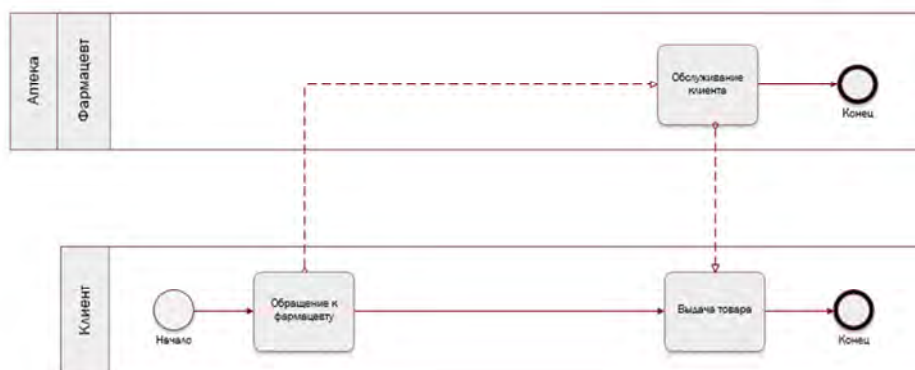 Аптека
Фармацевт
Обслуживание
клиента
Конец
Клиент
Начало
Обращение к
фармацевту
Выдача товара
Конец